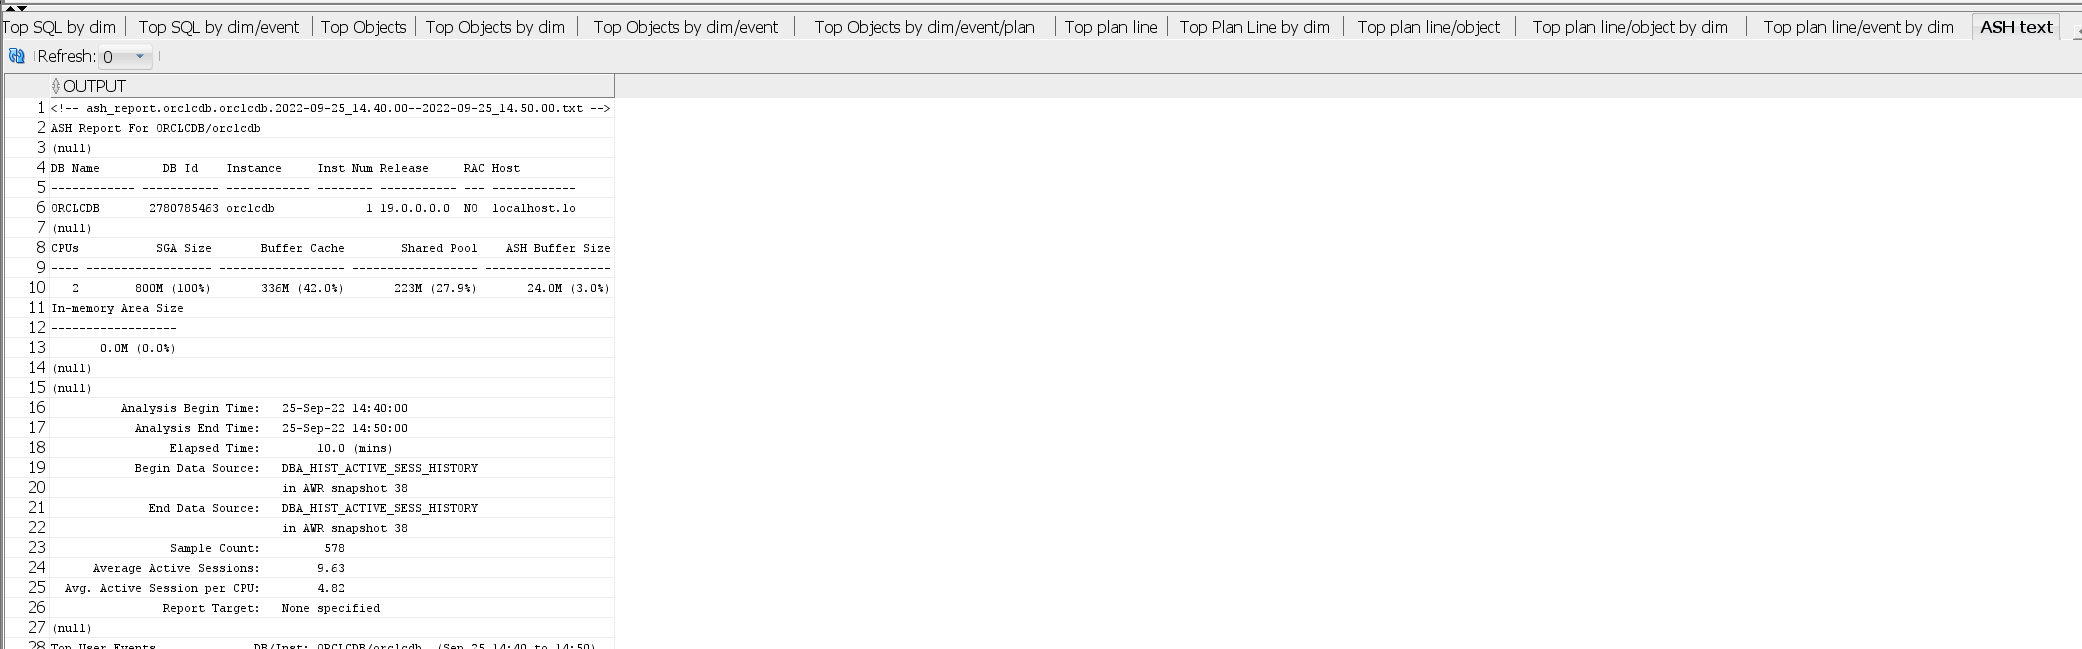 Top SQL by dim Top SQL by dim/event Top Objects Top Objects by dim Top Objects by dim/event Top Objects by dim/event/plan Top plan line Top Plan Line by dim Top plan line/object Top plan line/object by dim Top plan line/event by dim ASH text
Refresh: 0
OUTPUT
1 <!-- ash_report.orclcdb.orclcdb.2022-09-25_14.40.00--2022-09-25_14.50.00.txt -->
2 ASH Report For ORCLCDB/orclcdb
3 (null)
4 DB Name         DB Id    Instance     Inst Num Release     RAC Host
5 ------------ ----------- ------------ -------- ----------- --- ------------
6 ORCLCDB       2780785463 orclcdb             1 19.0.0.0.0  NO  localhost.lo
7 (null)
8 CPUs           SGA Size       Buffer Cache        Shared Pool    ASH Buffer Size
9 ---- ------------------ ------------------ ------------------ ------------------
10    2        800M (100%)       336M (42.0%)       223M (27.9%)       24.0M (3.0%)
11 In-memory Area Size
12 ------------------
13        0.0M (0.0%)
14 (null)
15 (null)
16           Analysis Begin Time:   25-Sep-22 14:40:00
17             Analysis End Time:   25-Sep-22 14:50:00
18                  Elapsed Time:        10.0 (mins)
19             Begin Data Source:   DBA_HIST_ACTIVE_SESS_HISTORY
20                                  in AWR snapshot 38
21               End Data Source:   DBA_HIST_ACTIVE_SESS_HISTORY
22                                  in AWR snapshot 38
23                  Sample Count:         578
24       Average Active Sessions:        9.63
25   Avg. Active Session per CPU:        4.82
26                 Report Target:   None specified
27 (null)
28 Top User Events              DB/Inst: ORCLCDB/orclcdb  (Sep 25 14:40 to 14:50)